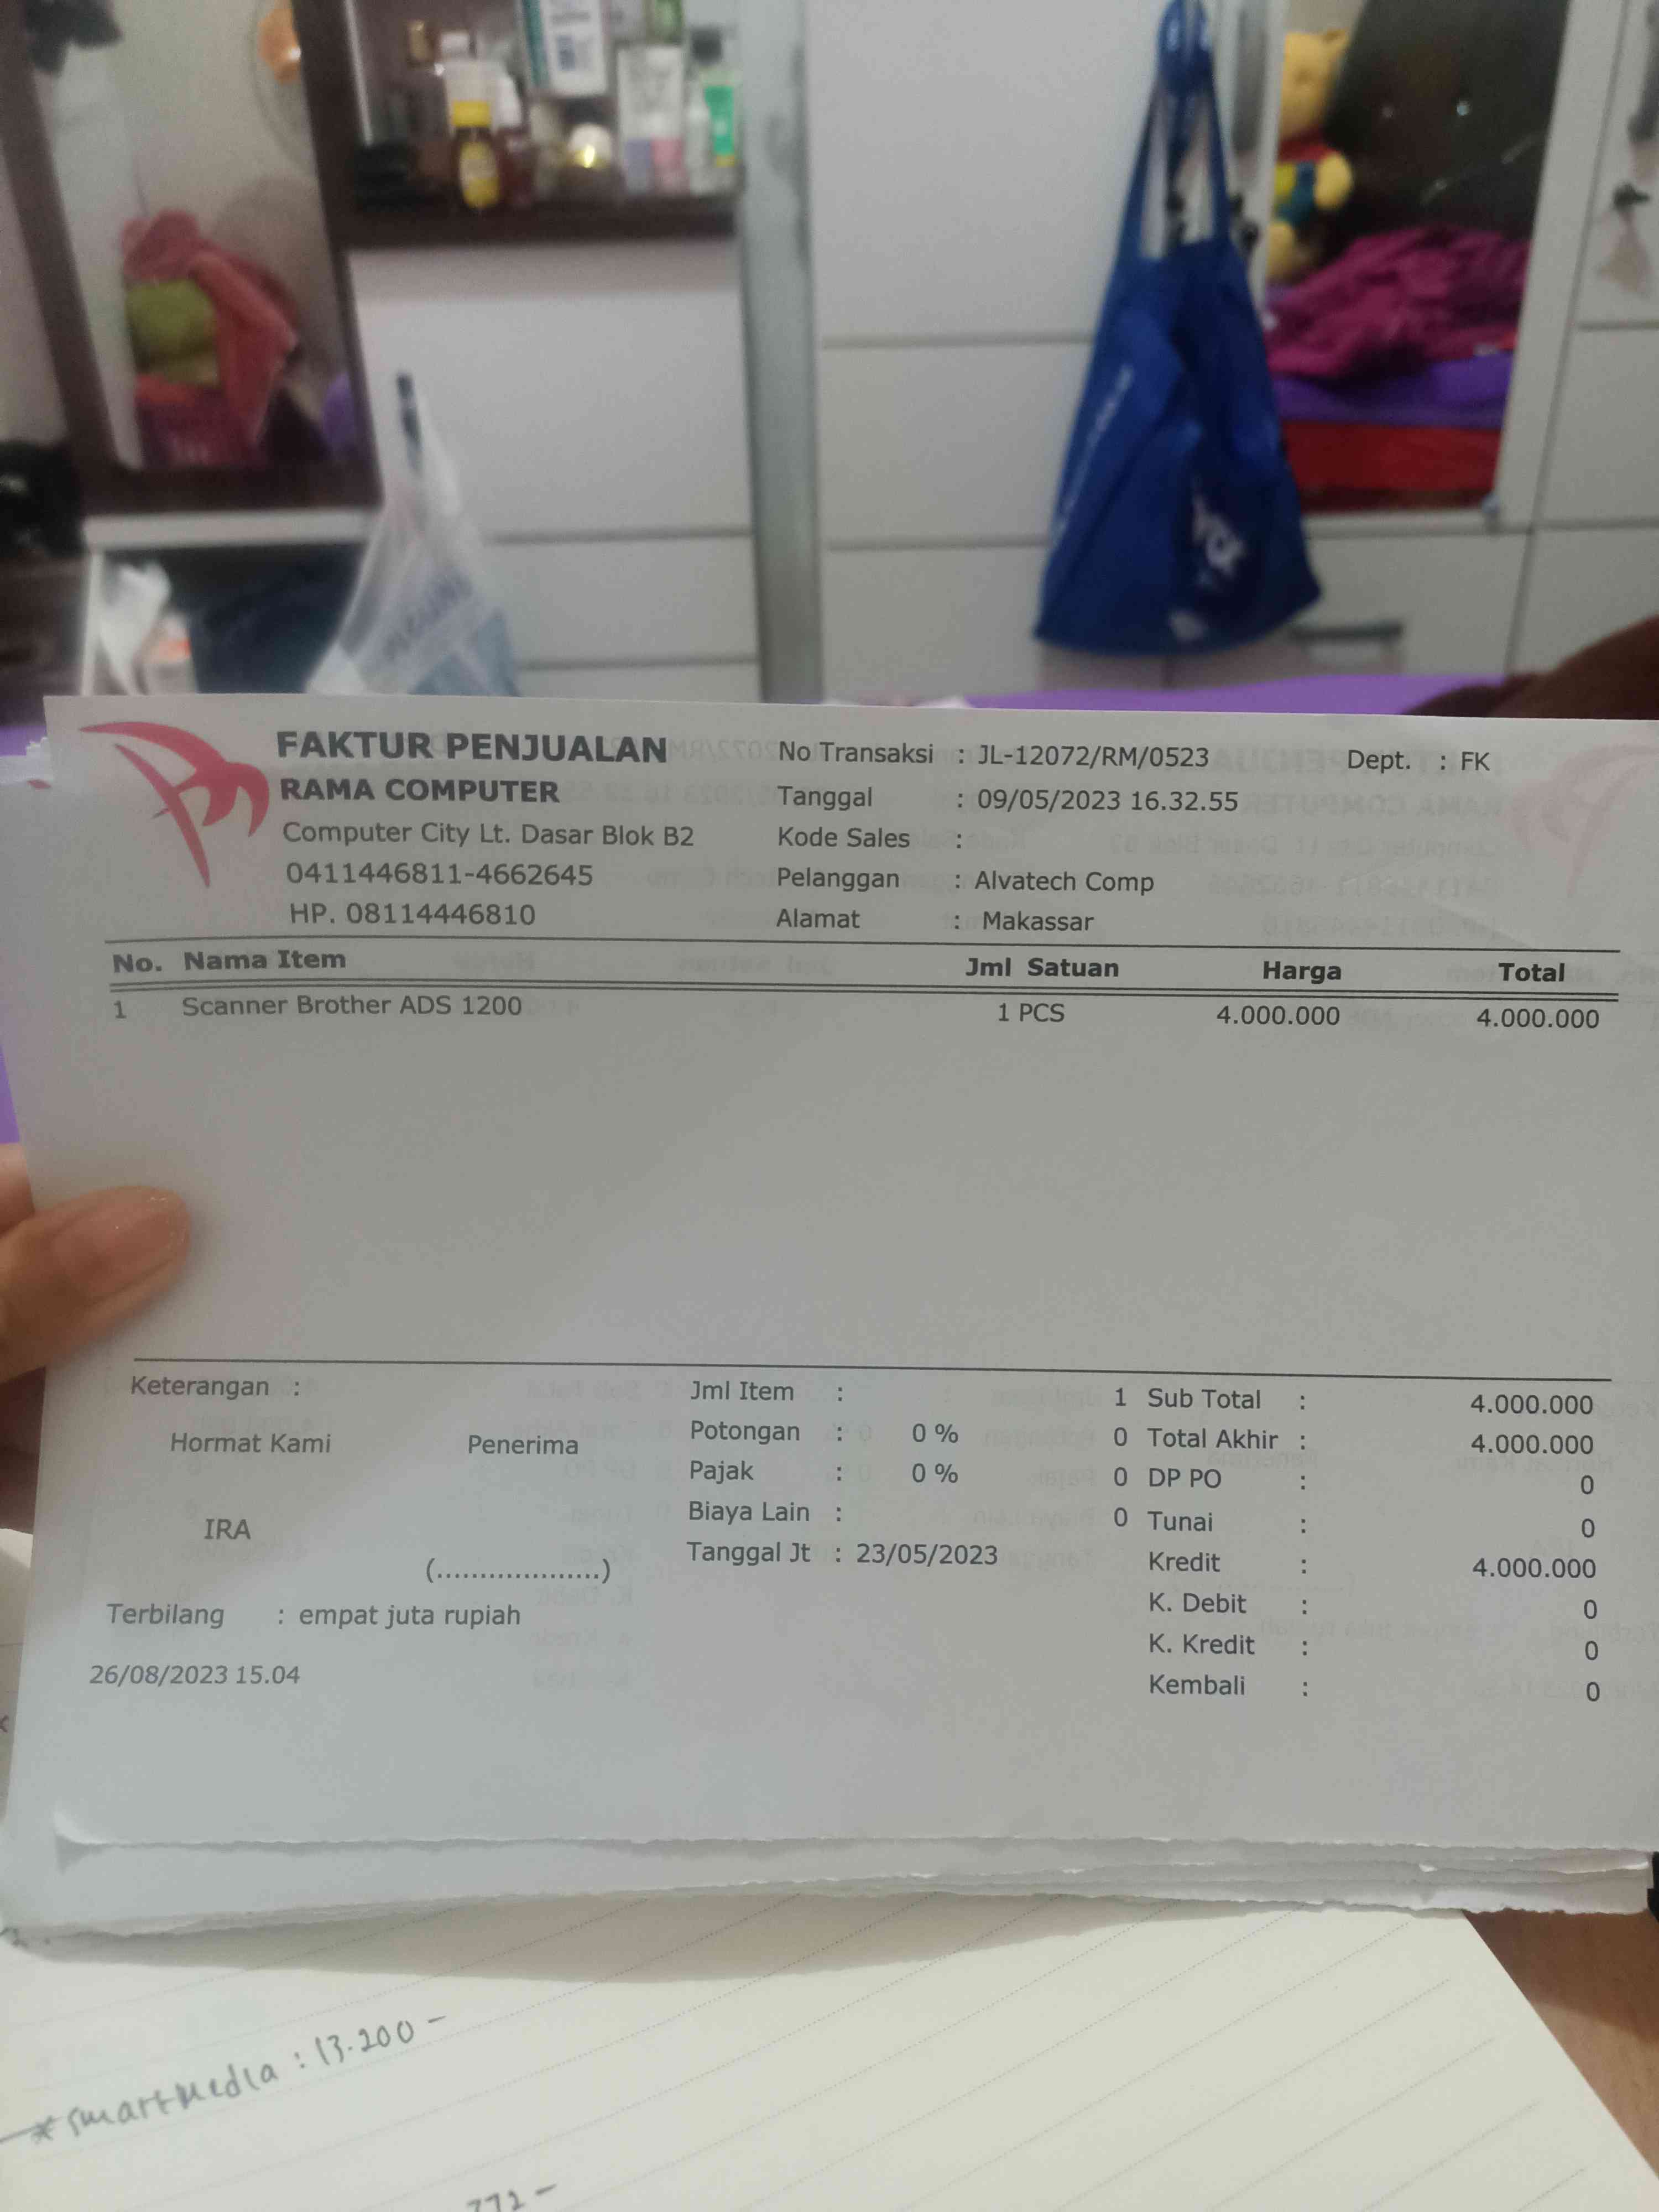 FAKTUR PENJUALAN
RAMA COMPUTER
Computer City Lt. Dasar Blok B2
0411446811-4662645
HP. 08114446810
No Transaksi : JL-12072/RM/0523
Dept. : FK
Tanggal : 09/05/2023 16.32.55
Kode Sales :
Pelanggan : Alvatech Comp
Alamat : Makassar
No. Nama Item Jml Satuan Harga Total
1 Scanner Brother ADS 1200 1 PCS 4.000.000 4.000.000
Keterangan :
Hormat Kami Penerima
IRA
(...................)
Terbilang : empat juta rupiah
26/08/2023 15.04
Jml Item : 1
Potongan : 0 % 0
Pajak : 0 % 0
Biaya Lain : 0
Tanggal Jt : 23/05/2023
Sub Total : 4.000.000
Total Akhir : 4.000.000
DP PO : 0
Tunai : 0
Kredit : 4.000.000
K. Debit : 0
K. Kredit : 0
Kembali : 0
* smartMedia : 13.200 -
772 -